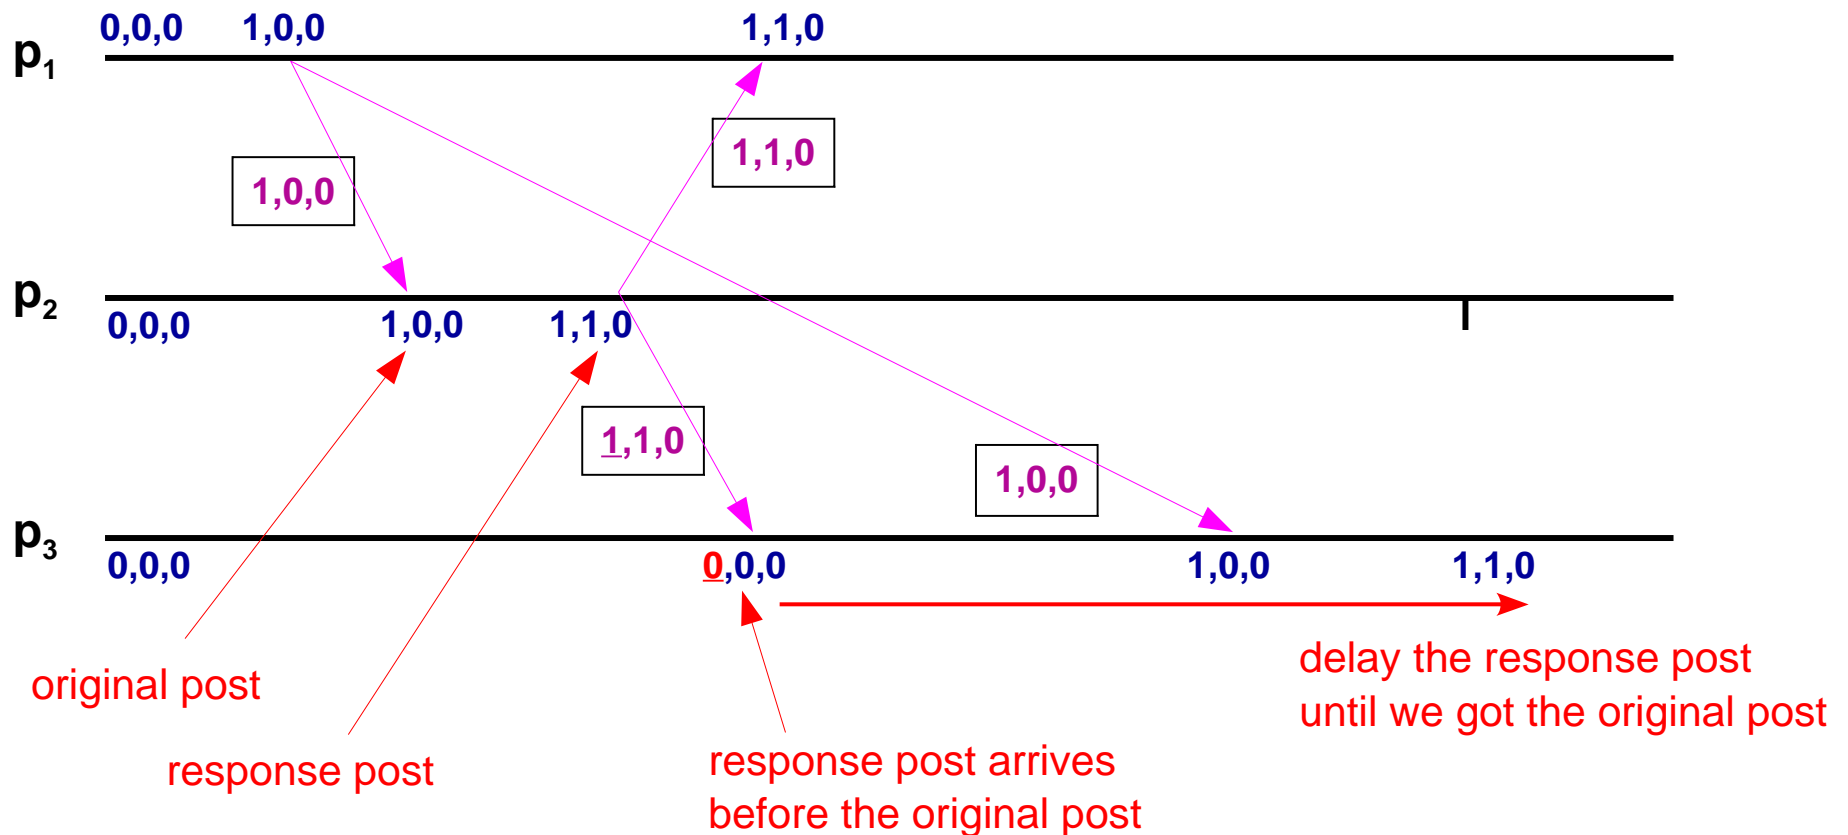 0,0,0 1,0,0 1,1,0
p1
1,1,0
1,0,0
p2
0,0,0 1,0,0 1,1,0
1,1,0
1,0,0
p3
0,0,0 0,0,0 1,0,0 1,1,0
original post
delay the response post
until we got the original post
response post
response post arrives
before the original post